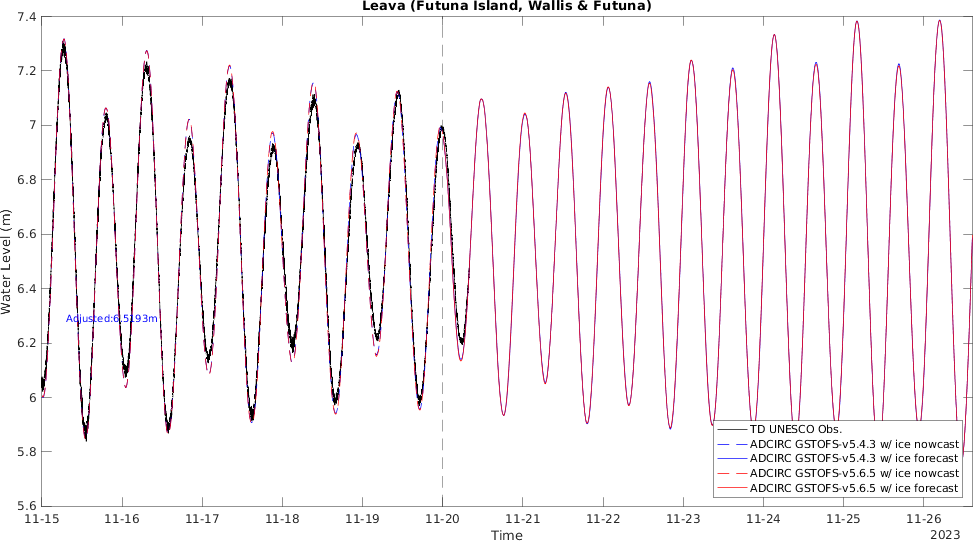 Leava (Futuna Island, Wallis & Futuna)
7.4
7.2
7
6.8
6.6
6.4
6.2
6
5.8
5.6
Water Level (m)
Adjusted:6.5193m
TD UNESCO Obs.
ADCIRC GSTOFS-v5.4.3 w/ ice nowcast
ADCIRC GSTOFS-v5.4.3 w/ ice forecast
ADCIRC GSTOFS-v5.6.5 w/ ice nowcast
ADCIRC GSTOFS-v5.6.5 w/ ice forecast
11-15 11-16 11-17 11-18 11-19 11-20 11-21 11-22 11-23 11-24 11-25 11-26
2023
Time